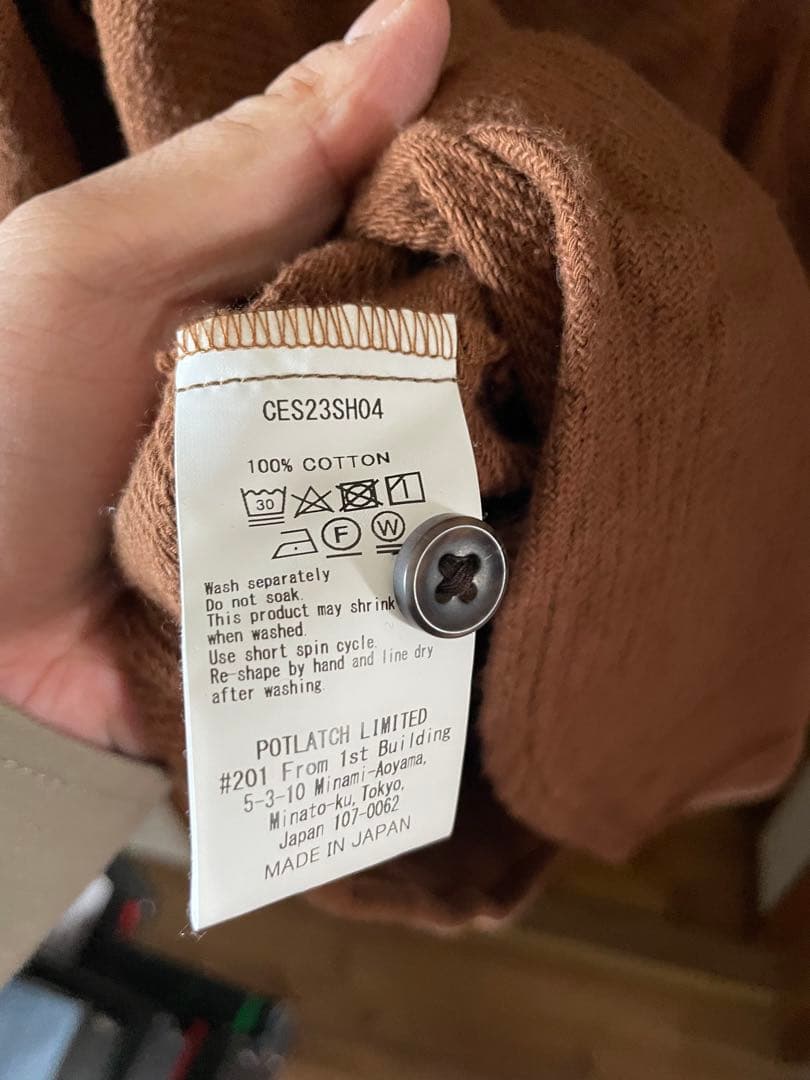 CES23SH04
100% COTTON
30
F W
Wash separately
Do not soak.
This product may shrink
when washed.
Use short spin cycle.
Re-shape by hand and line dry
after washing.
POTLATCH LIMITED
#201 From 1st Building
5-3-10 Minami-Aoyama,
Minato-ku, Tokyo,
Japan 107-0062
MADE IN JAPAN